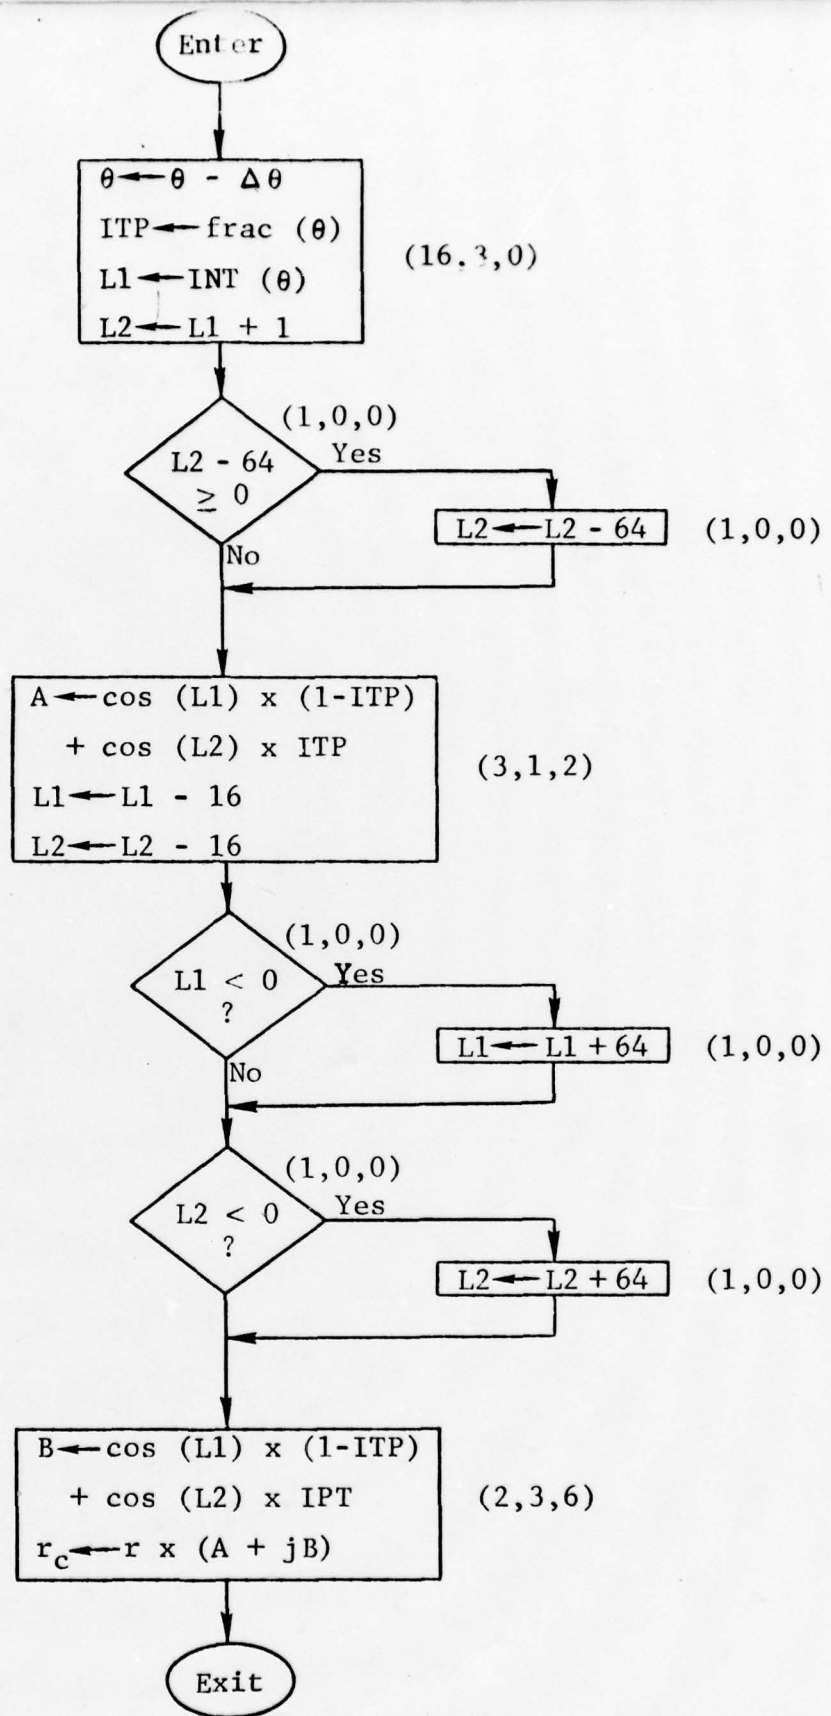 Enter
θ←θ - Δθ
ITP←frac (θ)
L1←INT (θ)
L2←L1 + 1
(16.3,0)
(1,0,0)
L2 - 64
≥ 0
Yes
No
L2←L2 - 64
(1,0,0)
A←cos (L1) x (1-ITP)
+ cos (L2) x ITP
L1←L1 - 16
L2←L2 - 16
(3,1,2)
(1,0,0)
L1 < 0
?
Yes
No
L1←L1 + 64
(1,0,0)
(1,0,0)
L2 < 0
?
Yes
L2←L2 + 64
(1,0,0)
B←cos (L1) x (1-ITP)
+ cos (L2) x IPT
r_c←r x (A + jB)
(2,3,6)
Exit